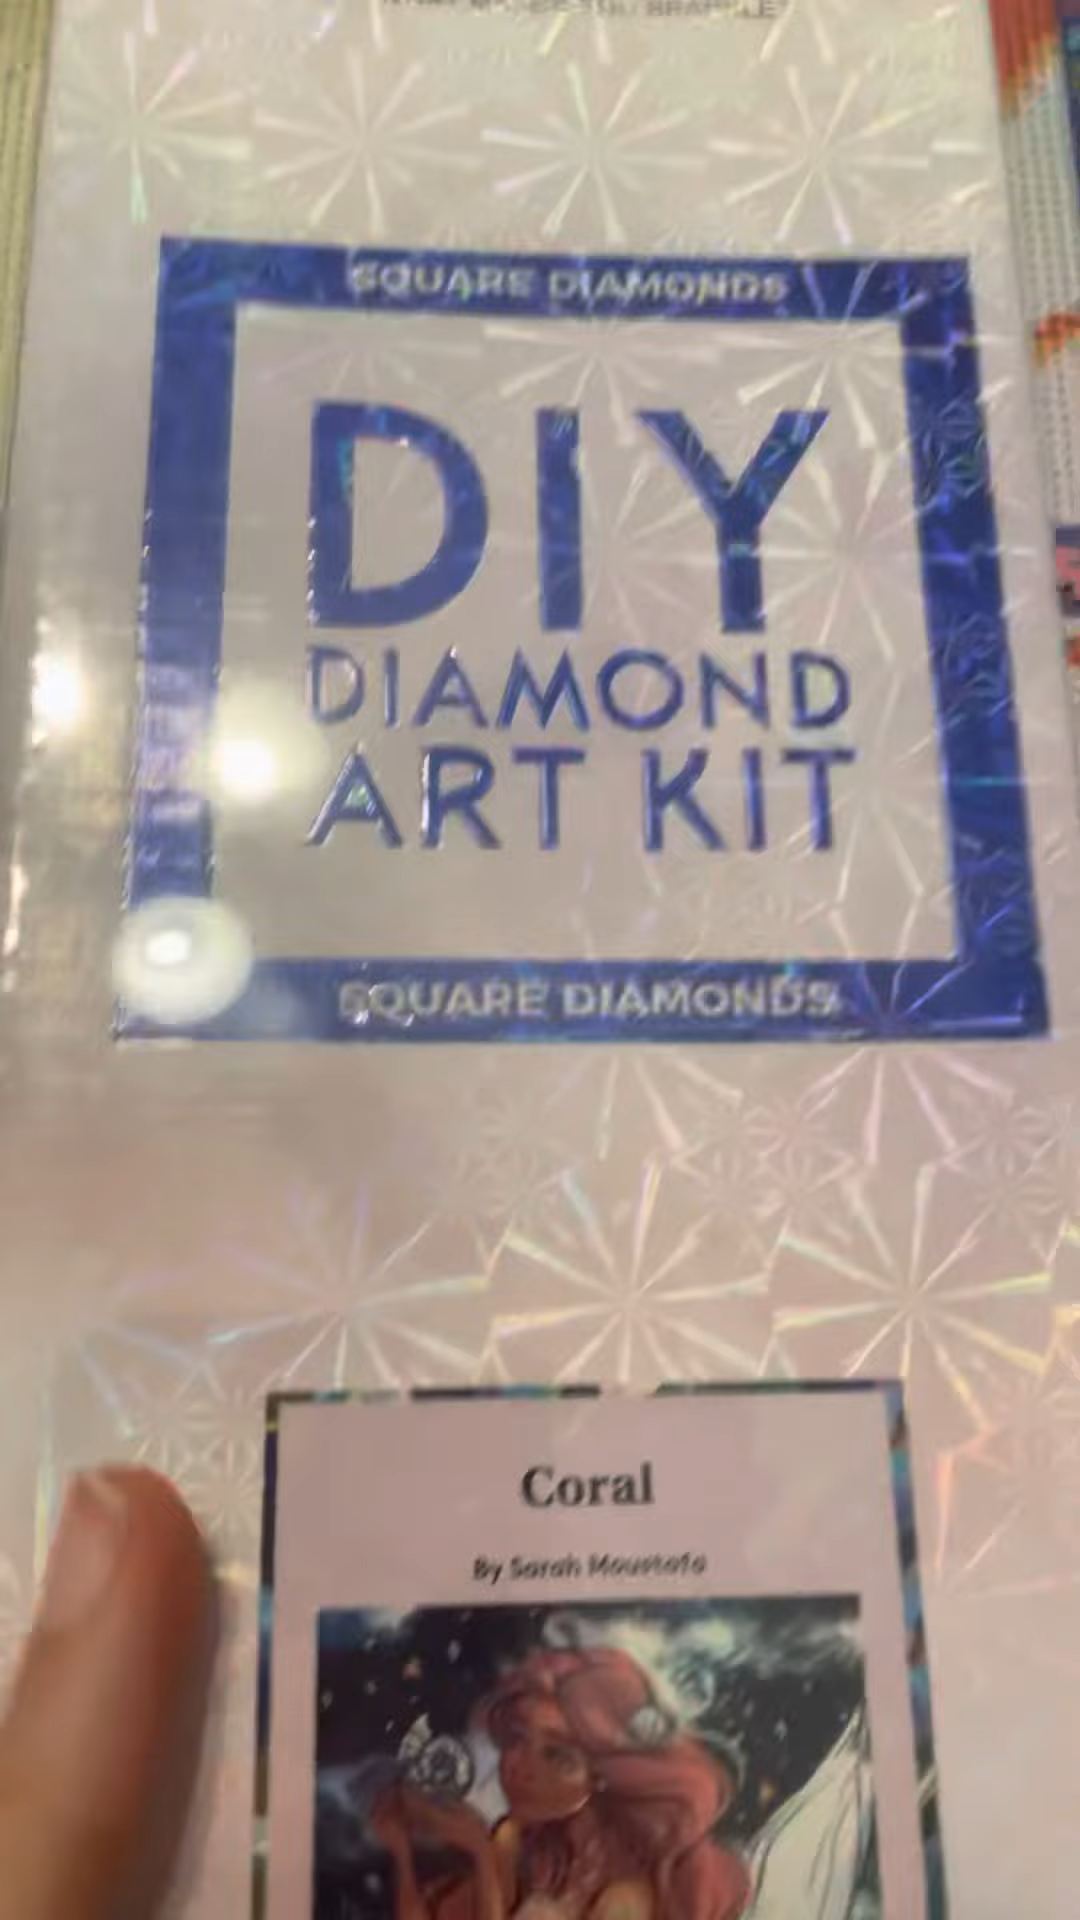 SQUARE DIAMONDS
DIY
DIAMOND
ART KIT
SQUARE DIAMONDS
Coral
By Sarah Moustafa